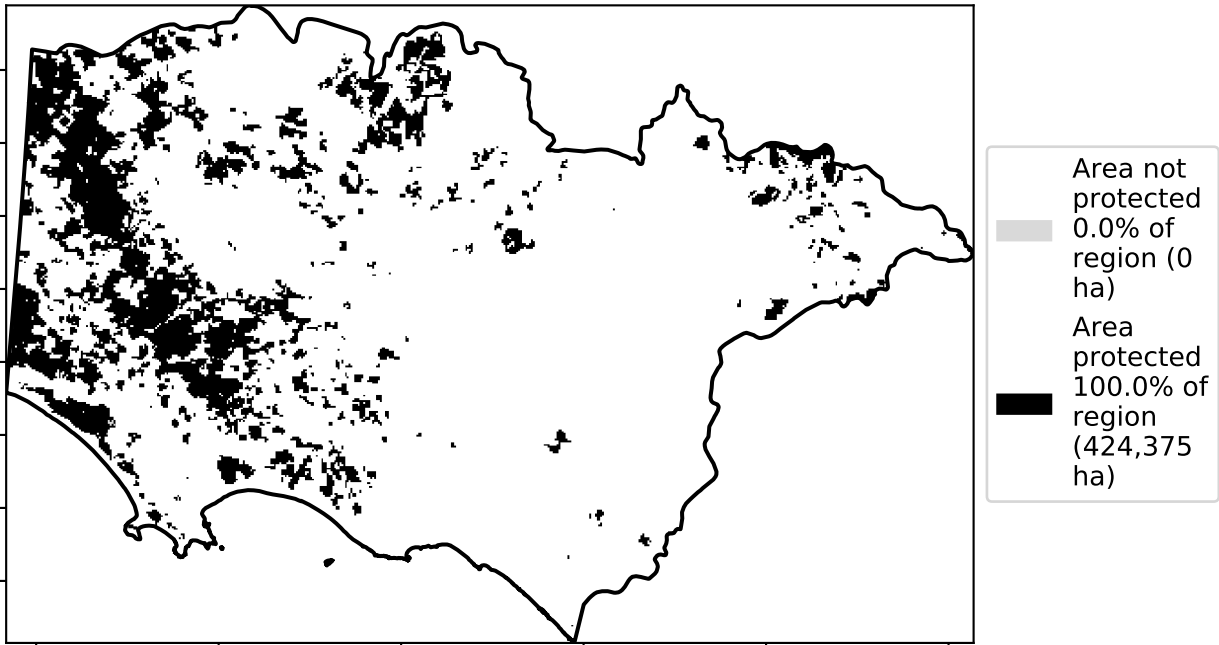 Area not
protected
0.0% of
region (0
ha)
Area
protected
100.0% of
region
(424,375
ha)